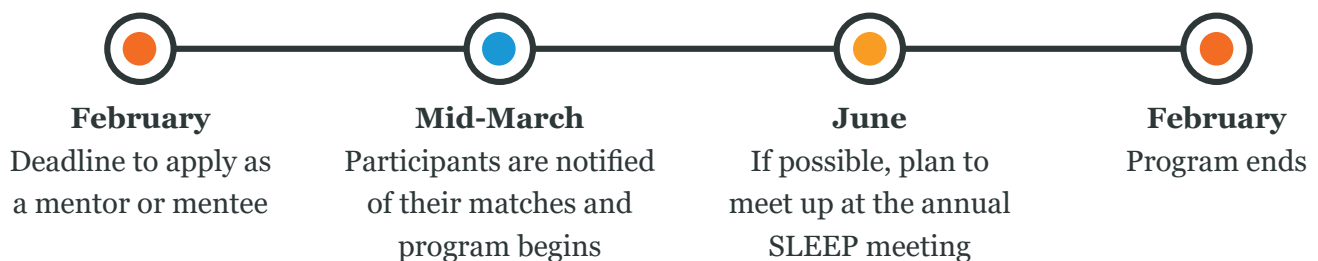 February
Deadline to apply as
a mentor or mentee
Mid-March
Participants are notified
of their matches and
program begins
June
If possible, plan to
meet up at the annual
SLEEP meeting
February
Program ends